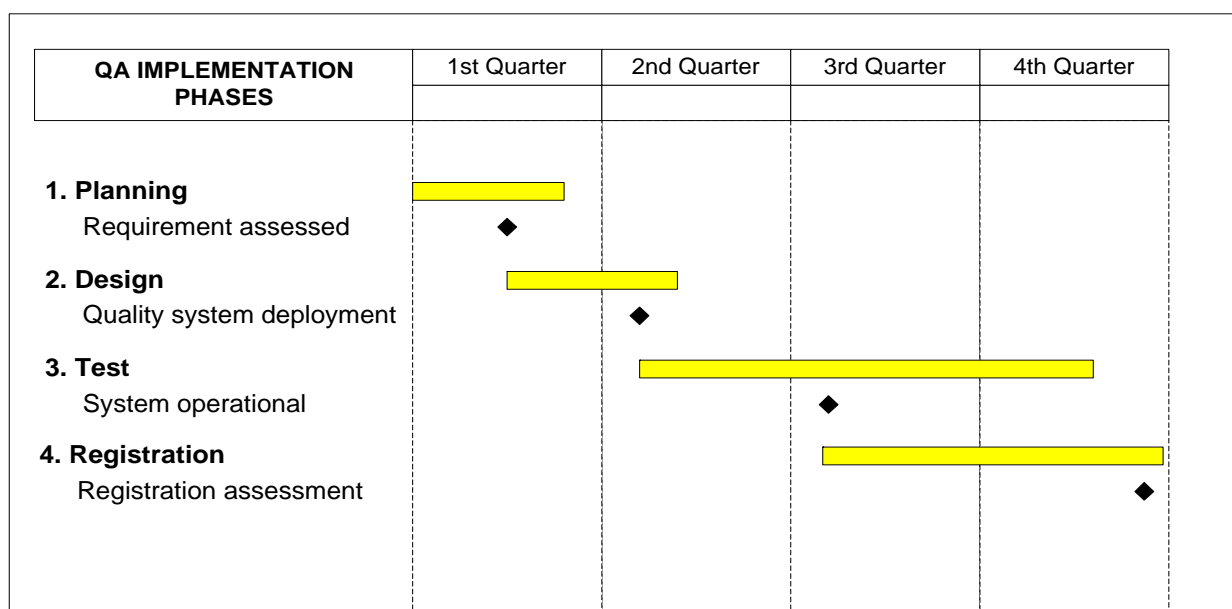 QA IMPLEMENTATION
PHASES
1st Quarter
2nd Quarter
3rd Quarter
4th Quarter
1. Planning
Requirement assessed
2. Design
Quality system deployment
3. Test
System operational
4. Registration
Registration assessment